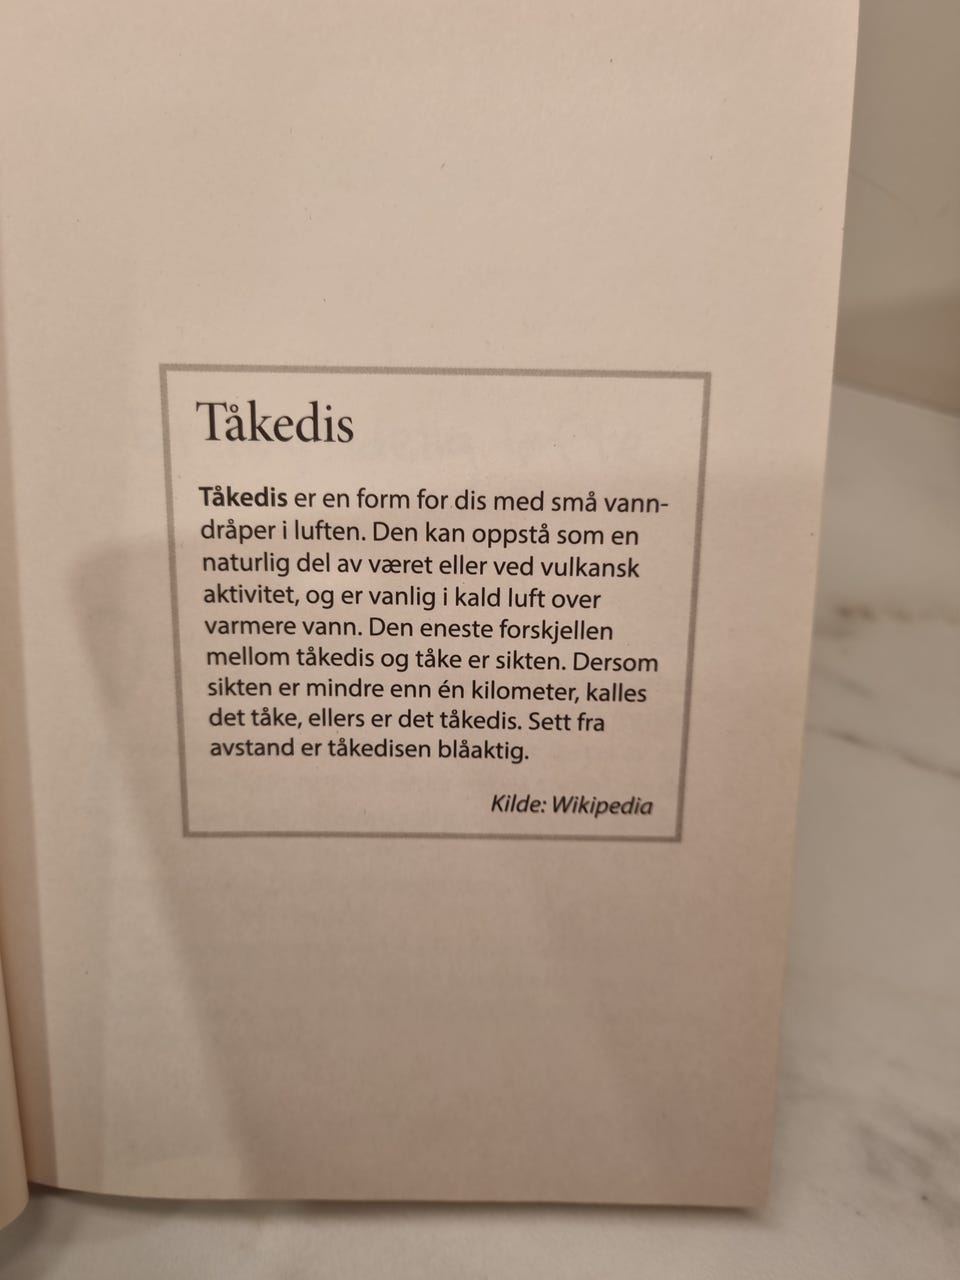 Tåkedis
Tåkedis er en form for dis med små vann-
dråper i luften. Den kan oppstå som en
naturlig del av været eller ved vulkansk
aktivitet, og er vanlig i kald luft over
varmere vann. Den eneste forskjellen
mellom tåkedis og tåke er sikten. Dersom
sikten er mindre enn én kilometer, kalles
det tåke, ellers er det tåkedis. Sett fra
avstand er tåkedisen blåaktig.
Kilde: Wikipedia